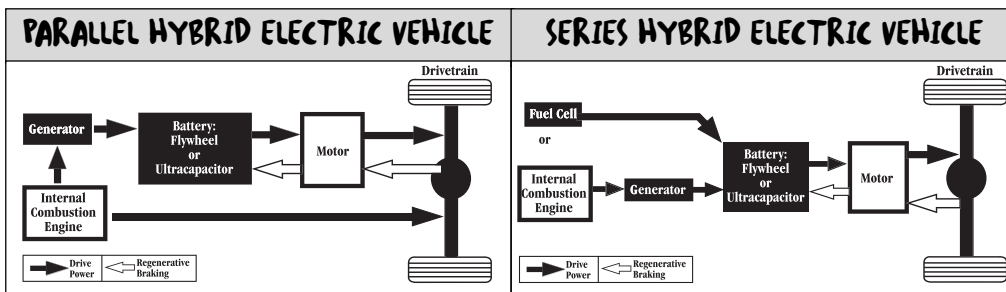 PARALLEL HYBRID ELECTRIC VEHICLE
Drivetrain
Generator
Battery:
Flywheel
or
Ultracapacitor
Motor
Internal
Combustion
Engine
Drive
Power
Regenerative
Braking
SERIES HYBRID ELECTRIC VEHICLE
Drivetrain
Fuel Cell
or
Internal
Combustion
Engine
Generator
Battery:
Flywheel
or
Ultracapacitor
Motor
Drive
Power
Regenerative
Braking